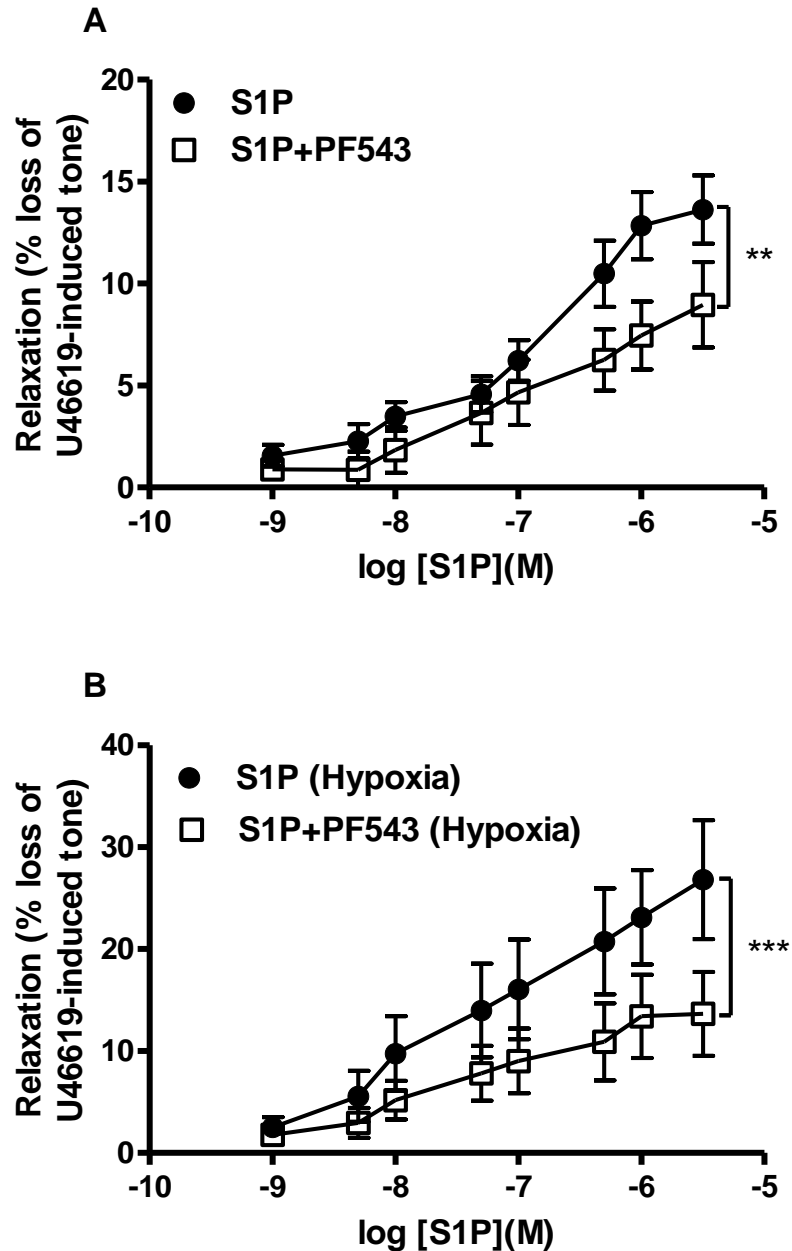 A
Relaxation (% loss of
U46619-induced tone)
20
15
10
5
0
S1P
S1P+PF543
**
-10 -9 -8 -7 -6 -5
log [S1P](M)
B
Relaxation (% loss of
U46619-induced tone)
40
30
20
10
0
S1P (Hypoxia)
S1P+PF543 (Hypoxia)
***
-10 -9 -8 -7 -6 -5
log [S1P](M)